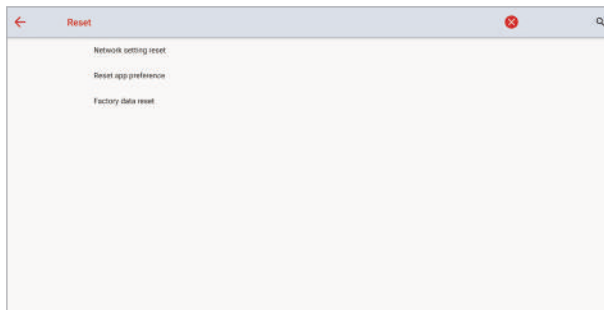 Reset
Network setting reset
Reset app preference
Factory data reset